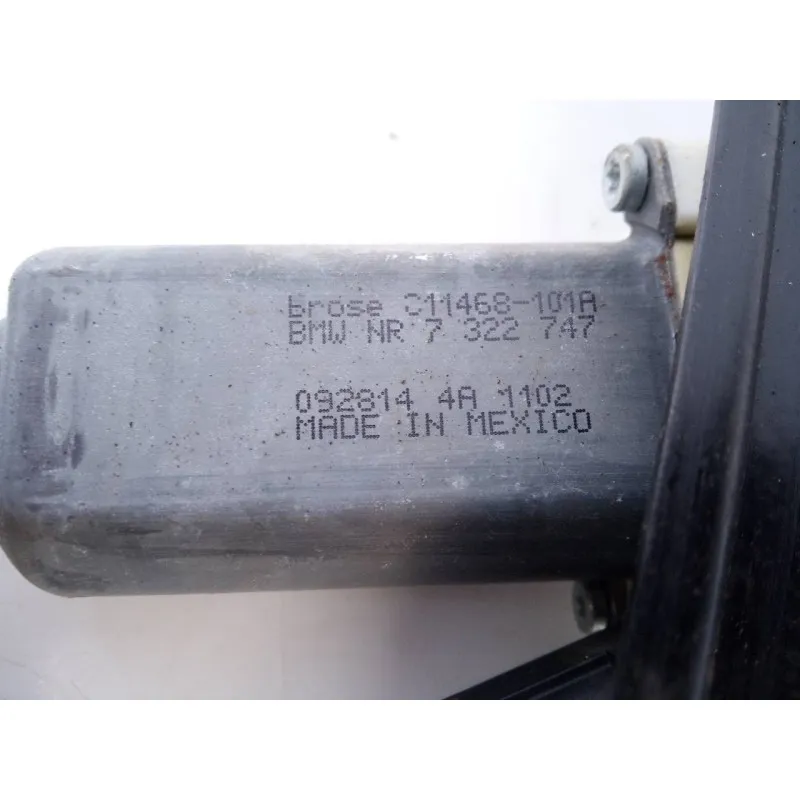 brose C11468-101A
BMW NR 7 322 747
092814 4A 1102
MADE IN MEXICO